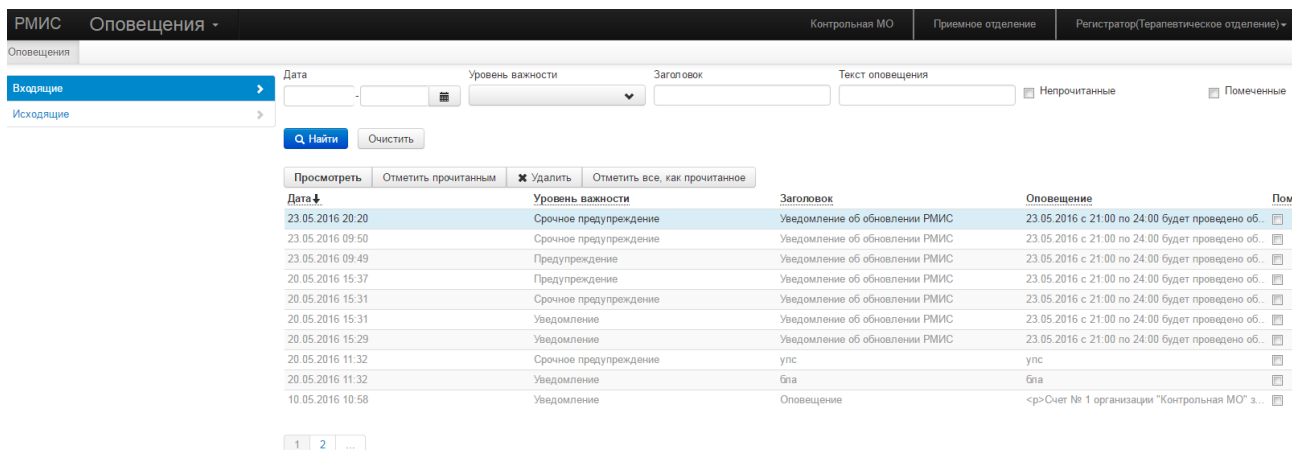 РМИС Оповещения Контрольная МО Приемное отделение Регистратор(Терапевтическое отделение)
Оповещения
Дата Уровень важности Заголовок Текст оповещения
Входящие - Непрочитанные Помеченные
Исходящие
Найти Очистить
Просмотреть Отметить прочитанным Удалить Отметить все, как прочитанное
Дата Уровень важности Заголовок Оповещение Пом
23.05.2016 20:20 Срочное предупреждение Уведомление об обновлении РМИС 23.05.2016 с 21:00 по 24:00 будет проведено об...
23.05.2016 09:50 Срочное предупреждение Уведомление об обновлении РМИС 23.05.2016 с 21:00 по 24:00 будет проведено об...
23.05.2016 09:49 Предупреждение Уведомление об обновлении РМИС 23.05.2016 с 21:00 по 24:00 будет проведено об...
20.05.2016 15:37 Предупреждение Уведомление об обновлении РМИС 23.05.2016 с 21:00 по 24:00 будет проведено об...
20.05.2016 15:31 Срочное предупреждение Уведомление об обновлении РМИС 23.05.2016 с 21:00 по 24:00 будет проведено об...
20.05.2016 15:31 Уведомление Уведомление об обновлении РМИС 23.05.2016 с 21:00 по 24:00 будет проведено об...
20.05.2016 15:29 Уведомление Уведомление об обновлении РМИС 23.05.2016 с 21:00 по 24:00 будет проведено об...
20.05.2016 11:32 Срочное предупреждение упс упс
20.05.2016 11:32 Уведомление бла бла
10.05.2016 10:58 Уведомление Оповещение <p>Счет № 1 организации "Контрольная МО" з...
1 2 ...